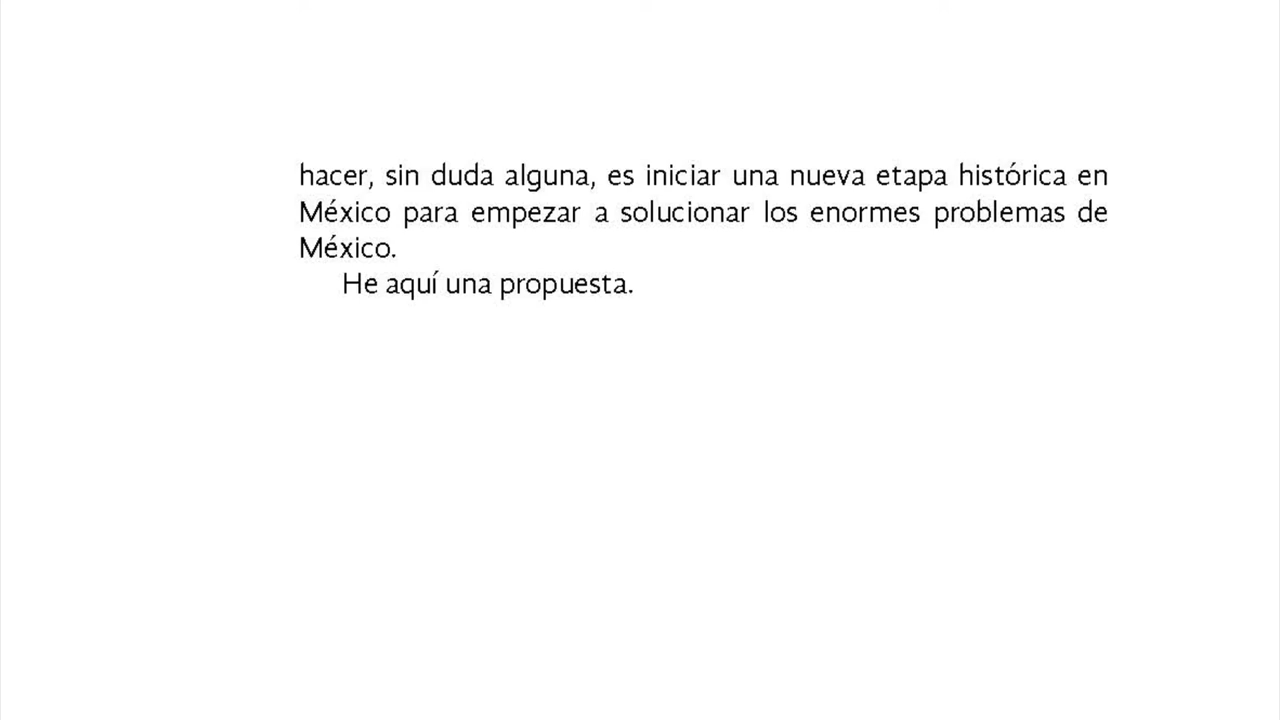 hacer, sin duda alguna, es iniciar una nueva etapa histórica en
México para empezar a solucionar los enormes problemas de
México.
He aquí una propuesta.